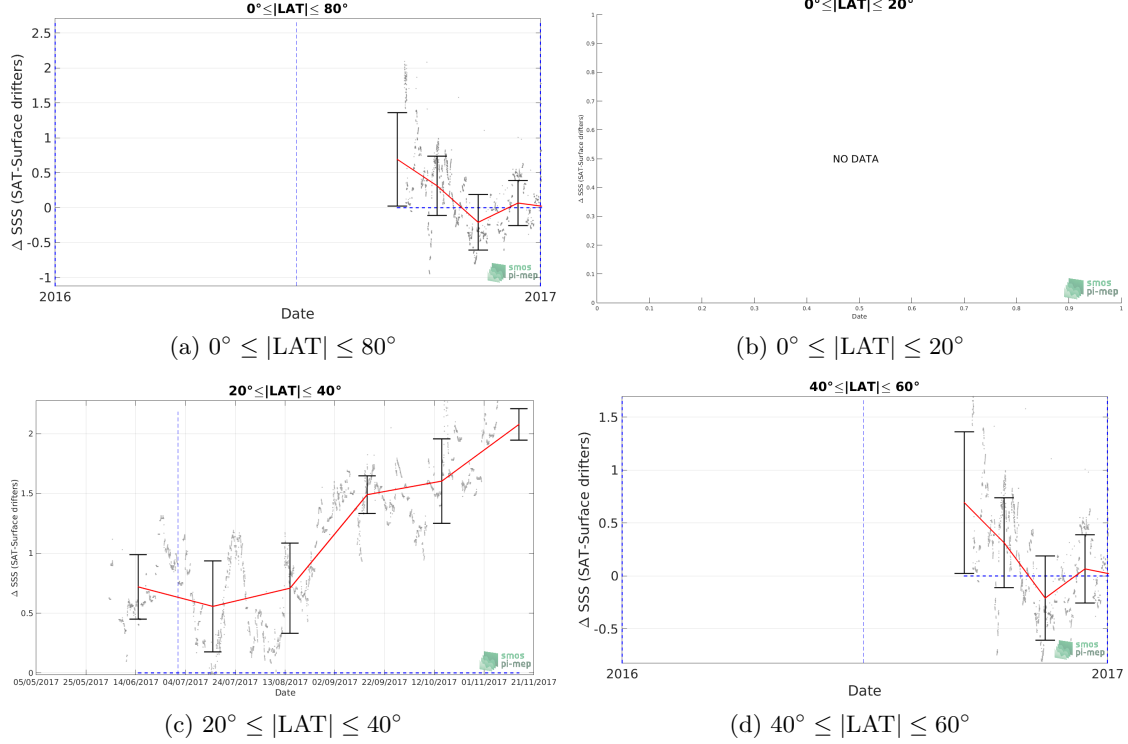 0°≤|LAT|≤ 80°
Δ SSS (SAT-Surface drifters)
2.5
2
1.5
1
0.5
0
-0.5
-1
2016
2017
Date
smos
pi-mep
(a) 0° ≤ |LAT| ≤ 80°
0°≤|LAT|≤ 20°
Δ SSS (SAT-Surface drifters)
1
0.9
0.8
0.7
0.6
0.5
0.4
0.3
0.2
0.1
0
NO DATA
0 0.1 0.2 0.3 0.4 0.5 0.6 0.7 0.8 0.9 1
Date
smos
pi-mep
(b) 0° ≤ |LAT| ≤ 20°
20°≤|LAT|≤ 40°
Δ SSS (SAT-Surface drifters)
2
1.5
1
0.5
0
05/05/2017 25/05/2017 14/06/2017 04/07/2017 24/07/2017 13/08/2017 02/09/2017 22/09/2017 12/10/2017 01/11/2017 21/11/2017
Date
smos
pi-mep
(c) 20° ≤ |LAT| ≤ 40°
40°≤|LAT|≤ 60°
Δ SSS (SAT-Surface drifters)
1.5
1
0.5
0
-0.5
2016
2017
Date
smos
pi-mep
(d) 40° ≤ |LAT| ≤ 60°